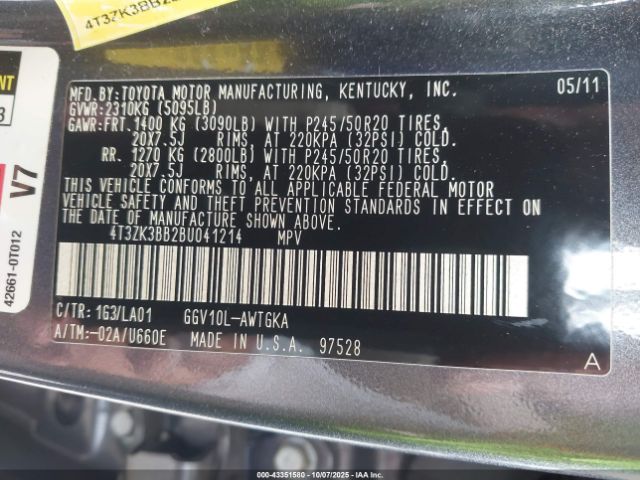 4T3ZK3BB2B
MFD.BY:TOYOTA MOTOR MANUFACTURING, KENTUCKY, INC. 05/11
GVWR:2310KG (5095LB)
GAWR:FRT. 1400 KG (3090LB) WITH P245/50R20 TIRES,
20X7.5J RIMS, AT 220KPA (32PSI) COLD.
RR. 1270 KG (2800LB) WITH P245/50R20 TIRES,
20X7.5J RIMS, AT 220KPA (32PSI) COLD.
THIS VEHICLE CONFORMS TO ALL APPLICABLE FEDERAL MOTOR
VEHICLE SAFETY AND THEFT PREVENTION STANDARDS IN EFFECT ON
THE DATE OF MANUFACTURE SHOWN ABOVE.
4T3ZK3BB2BU041214 MPV
C/TR: 1G3/LA01 GGV10L-AWTGKA
A/TM:-02A/U660E MADE IN U.S.A. 97528
A
V7
42661-0T012
000-43351580 | 10/07/2025 | IAA Inc.